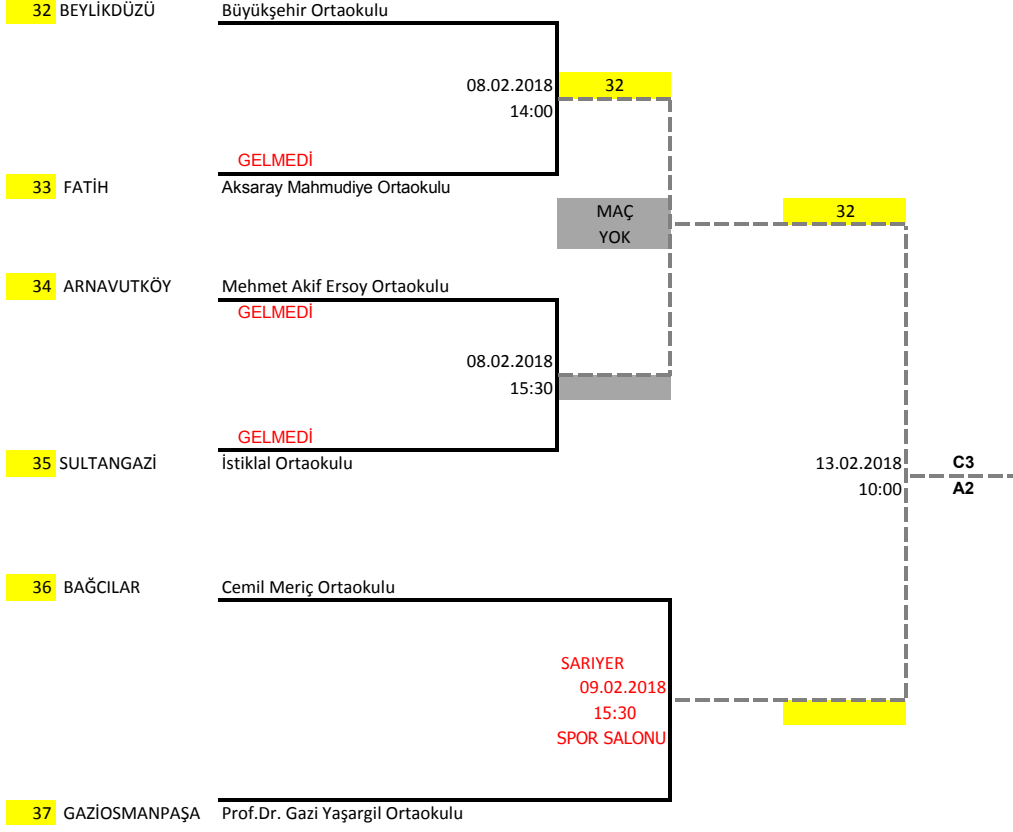 32 BEYLİKDÜZÜ Büyükşehir Ortaokulu
08.02.2018 32
14:00
GELMEDİ
33 FATİH Aksaray Mahmudiye Ortaokulu
MAÇ 32
YOK
34 ARNAVUTKÖY Mehmet Akif Ersoy Ortaokulu
GELMEDİ
08.02.2018
15:30
GELMEDİ
35 SULTANGAZİ İstiklal Ortaokulu 13.02.2018 C3
10:00 A2
36 BAĞCILAR Cemil Meriç Ortaokulu
SARIYER
09.02.2018
15:30
SPOR SALONU
37 GAZİOSMANPAŞA Prof.Dr. Gazi Yaşargil Ortaokulu